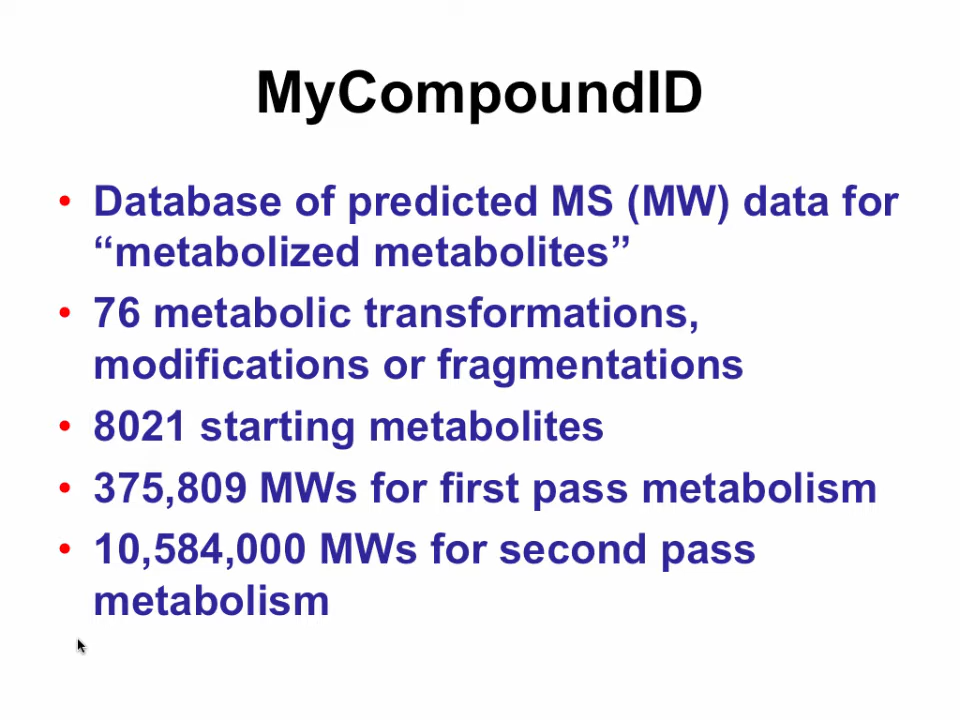 MyCompoundID
• Database of predicted MS (MW) data for
“metabolized metabolites”
• 76 metabolic transformations,
modifications or fragmentations
• 8021 starting metabolites
• 375,809 MWs for first pass metabolism
• 10,584,000 MWs for second pass
metabolism